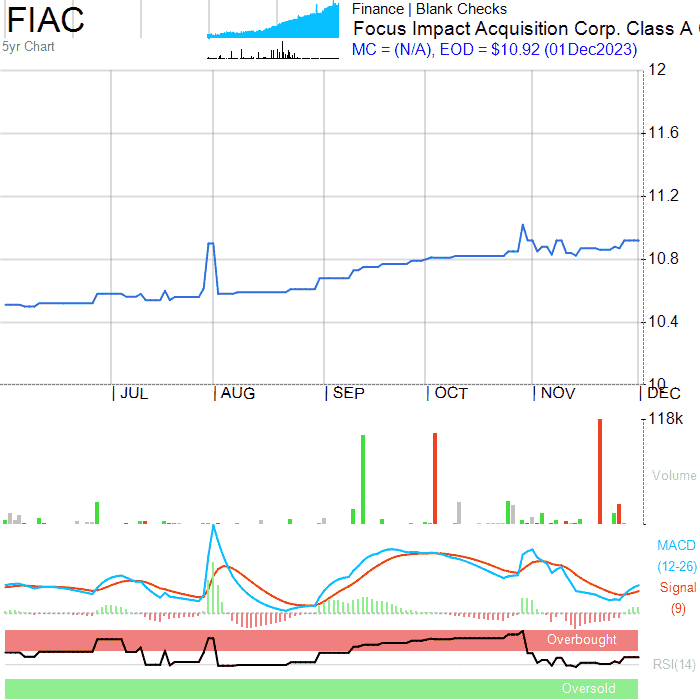 FIAC
5yr Chart
Finance | Blank Checks
Focus Impact Acquisition Corp. Class A
MC = (N/A), EOD = $10.92 (01Dec2023)
12
11.6
11.2
10.8
10.4
10
JUL AUG SEP OCT NOV DEC
118k
Volume
MACD
(12-26)
Signal
(9)
Overbought
RSI(14)
Oversold